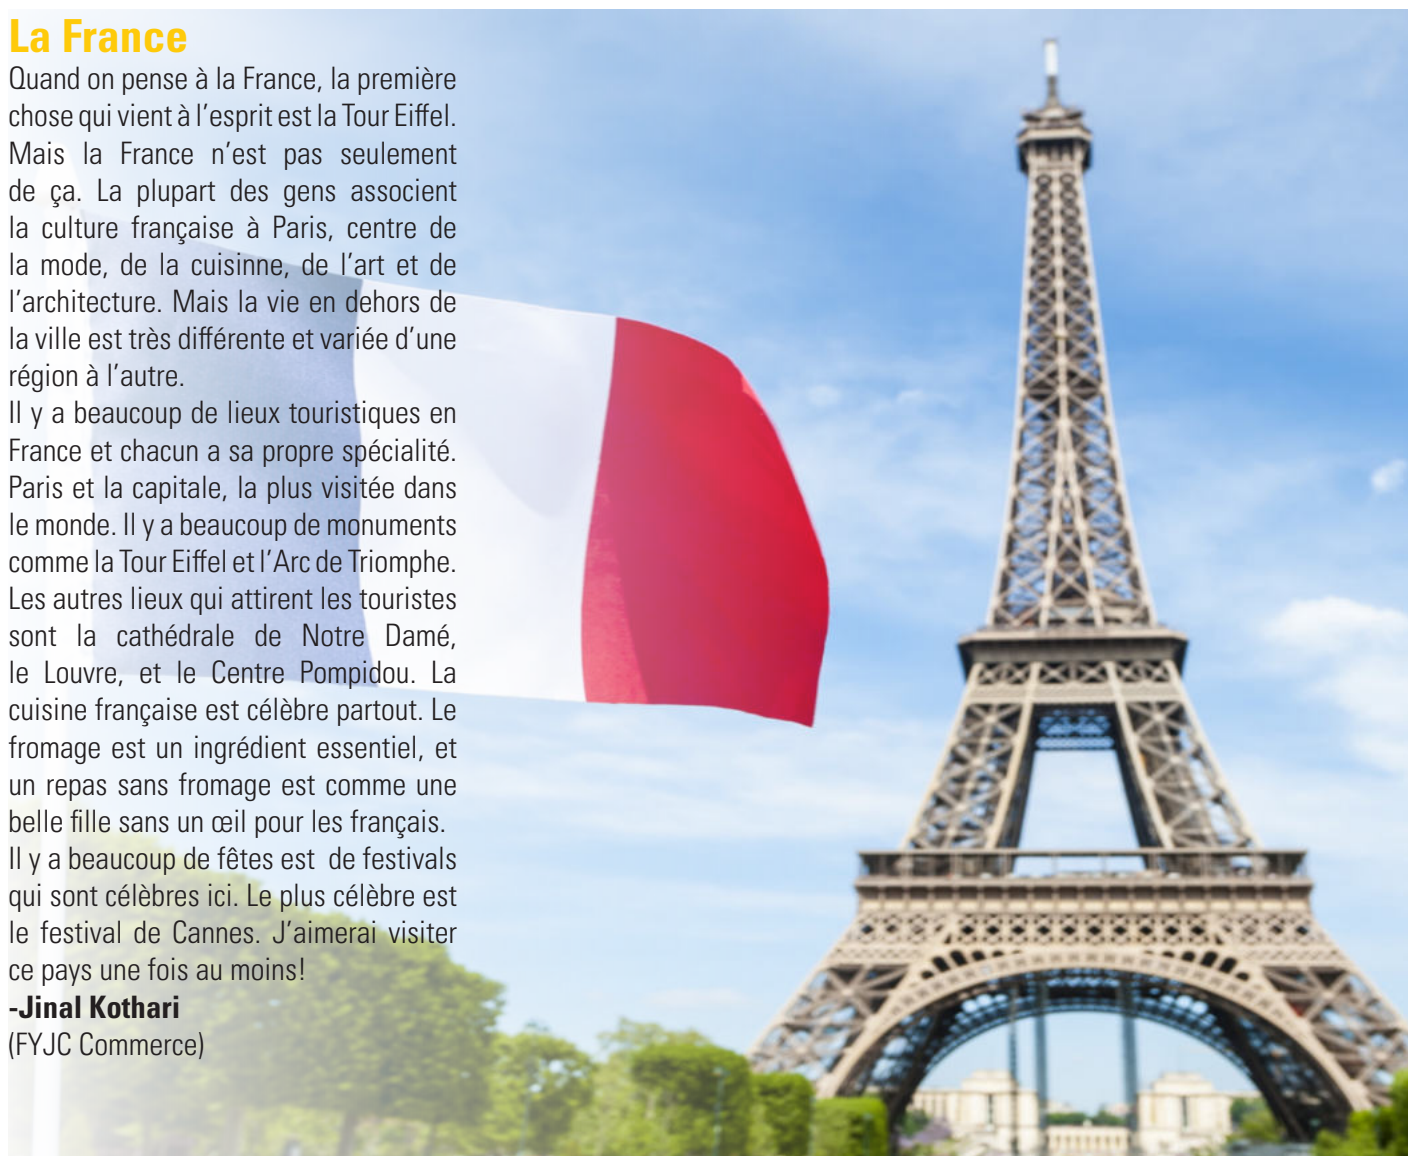 La France
Quand on pense à la France, la première
chose qui vient à l’esprit est la Tour Eiffel.
Mais la France n’est pas seulement
de ça. La plupart des gens associent
la culture française à Paris, centre de
la mode, de la cuisinne, de l’art et de
l’architecture. Mais la vie en dehors de
la ville est très différente et variée d’une
région à l’autre.
Il y a beaucoup de lieux touristiques en
France et chacun a sa propre spécialité.
Paris et la capitale, la plus visitée dans
le monde. Il y a beaucoup de monuments
comme la Tour Eiffel et l’Arc de Triomphe.
Les autres lieux qui attirent les touristes
sont la cathédrale de Notre Damé,
le Louvre, et le Centre Pompidou. La
cuisine française est célèbre partout. Le
fromage est un ingrédient essentiel, et
un repas sans fromage est comme une
belle fille sans un œil pour les français.
Il y a beaucoup de fêtes est  de festivals
qui sont célèbres ici. Le plus célèbre est
le festival de Cannes. J’aimerai visiter
ce pays une fois au moins!
-Jinal Kothari
(FYJC Commerce)